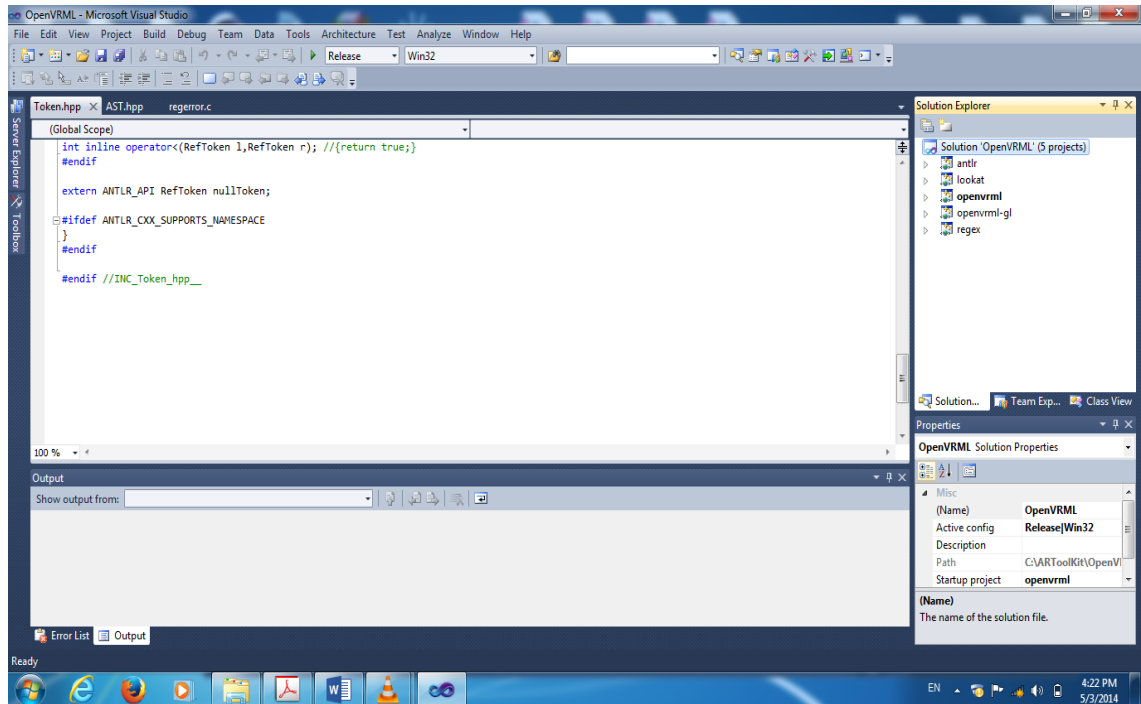 OpenVRML - Microsoft Visual Studio
File Edit View Project Build Debug Team Data Tools Architecture Test Analyze Window Help
Release Win32
Token.hpp AST.hpp regerror.c
(Global Scope)
int inline operator<(RefToken l,RefToken r); //{return true;}
#endif
extern ANTLR_API RefToken nullToken;
#ifdef ANTLR_CXX_SUPPORTS_NAMESPACE
}
#endif
#endif //INC_Token_hpp__
100 %
Server Explorer
Toolbox
Output
Show output from:
Error List Output
Ready
Solution Explorer
Solution 'OpenVRML' (5 projects)
antlr
lookat
openvrml
openvrml-gl
regex
Solution... Team Exp... Class View
Properties
OpenVRML Solution Properties
Misc
(Name) OpenVRML
Active config Release|Win32
Description
Path C:\ARToolKit\OpenV
Startup project openvrml
(Name)
The name of the solution file.
EN 4:22 PM
5/3/2014